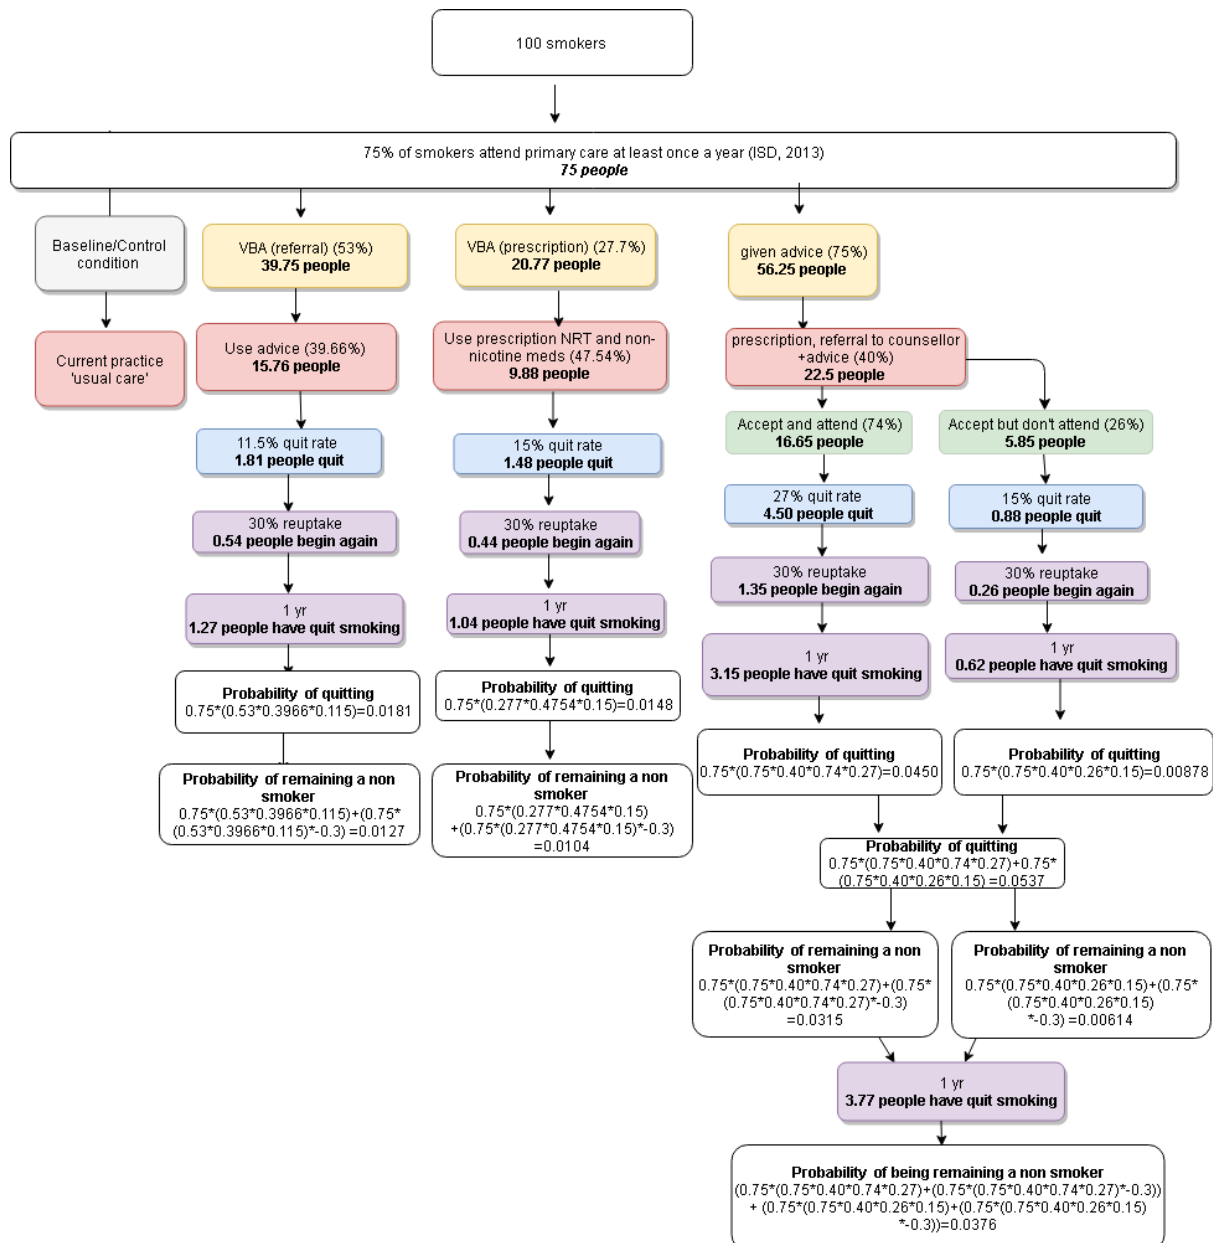 100 smokers
75% of smokers attend primary care at least once a year (ISD, 2013)
75 people
Baseline/Control
condition
Current practice
'usual care'
VBA (referral) (53%)
39.75 people
Use advice (39.66%)
15.76 people
11.5% quit rate
1.81 people quit
30% reuptake
0.54 people begin again
1 yr
1.27 people have quit smoking
Probability of quitting
0.75*(0.53*0.3966*0.115)=0.0181
Probability of remaining a non
smoker
0.75*(0.53*0.3966*0.115)+(0.75*
(0.53*0.3966*0.115)*-0.3) =0.0127
VBA (prescription) (27.7%)
20.77 people
Use prescription NRT and non-
nicotine meds (47.54%)
9.88 people
15% quit rate
1.48 people quit
30% reuptake
0.44 people begin again
1 yr
1.04 people have quit smoking
Probability of quitting
0.75*(0.277*0.4754*0.15)=0.0148
Probability of remaining a non
smoker
0.75*(0.277*0.4754*0.15)
+(0.75*(0.277*0.4754*0.15)*-0.3)
=0.0104
given advice (75%)
56.25 people
prescription, referral to counsellor
+advice (40%)
22.5 people
Accept and attend (74%)
16.65 people
27% quit rate
4.50 people quit
30% reuptake
1.35 people begin again
1 yr
3.15 people have quit smoking
Probability of quitting
0.75*(0.75*0.40*0.74*0.27)=0.0450
Accept but don't attend (26%)
5.85 people
15% quit rate
0.88 people quit
30% reuptake
0.26 people begin again
1 yr
0.62 people have quit smoking
Probability of quitting
0.75*(0.75*0.40*0.26*0.15)=0.00878
Probability of quitting
0.75*(0.75*0.40*0.74*0.27)+0.75*
(0.75*0.40*0.26*0.15) =0.0537
Probability of remaining a non
smoker
0.75*(0.75*0.40*0.74*0.27)+(0.75*
(0.75*0.40*0.74*0.27)*-0.3)
=0.0315
Probability of remaining a non
smoker
0.75*(0.75*0.40*0.26*0.15)+(0.75*
(0.75*0.40*0.26*0.15)
*-0.3) =0.00614
1 yr
3.77 people have quit smoking
Probability of being remaining a non smoker
(0.75*(0.75*0.40*0.74*0.27)+(0.75*(0.75*0.40*0.74*0.27)*-0.3))
+ (0.75*(0.75*0.40*0.26*0.15)+(0.75*(0.75*0.40*0.26*0.15)
*-0.3))=0.0376